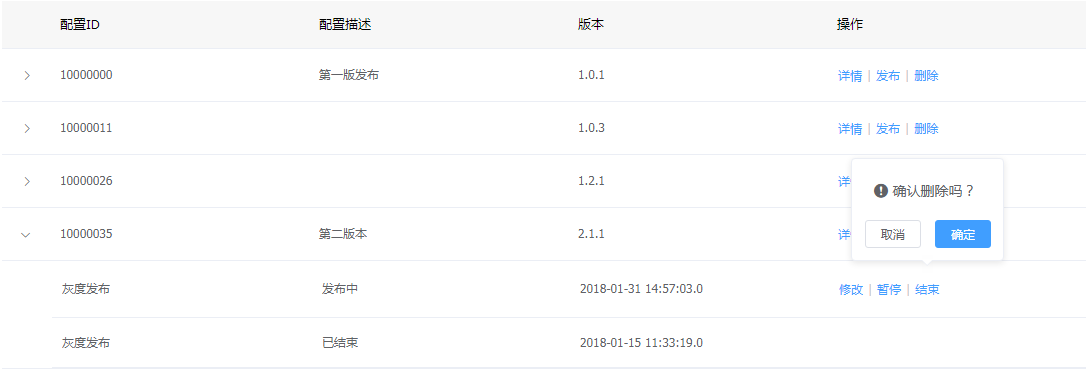 配置ID 配置描述 版本 操作
10000000 第一版发布 1.0.1 详情 | 发布 | 删除
10000011 1.0.3 详情 | 发布 | 删除
10000026 1.2.1 详
确认删除吗？
10000035 第二版本 2.1.1 详
取消 确定
灰度发布 发布中 2018-01-31 14:57:03.0 修改 | 暂停 | 结束
灰度发布 已结束 2018-01-15 11:33:19.0